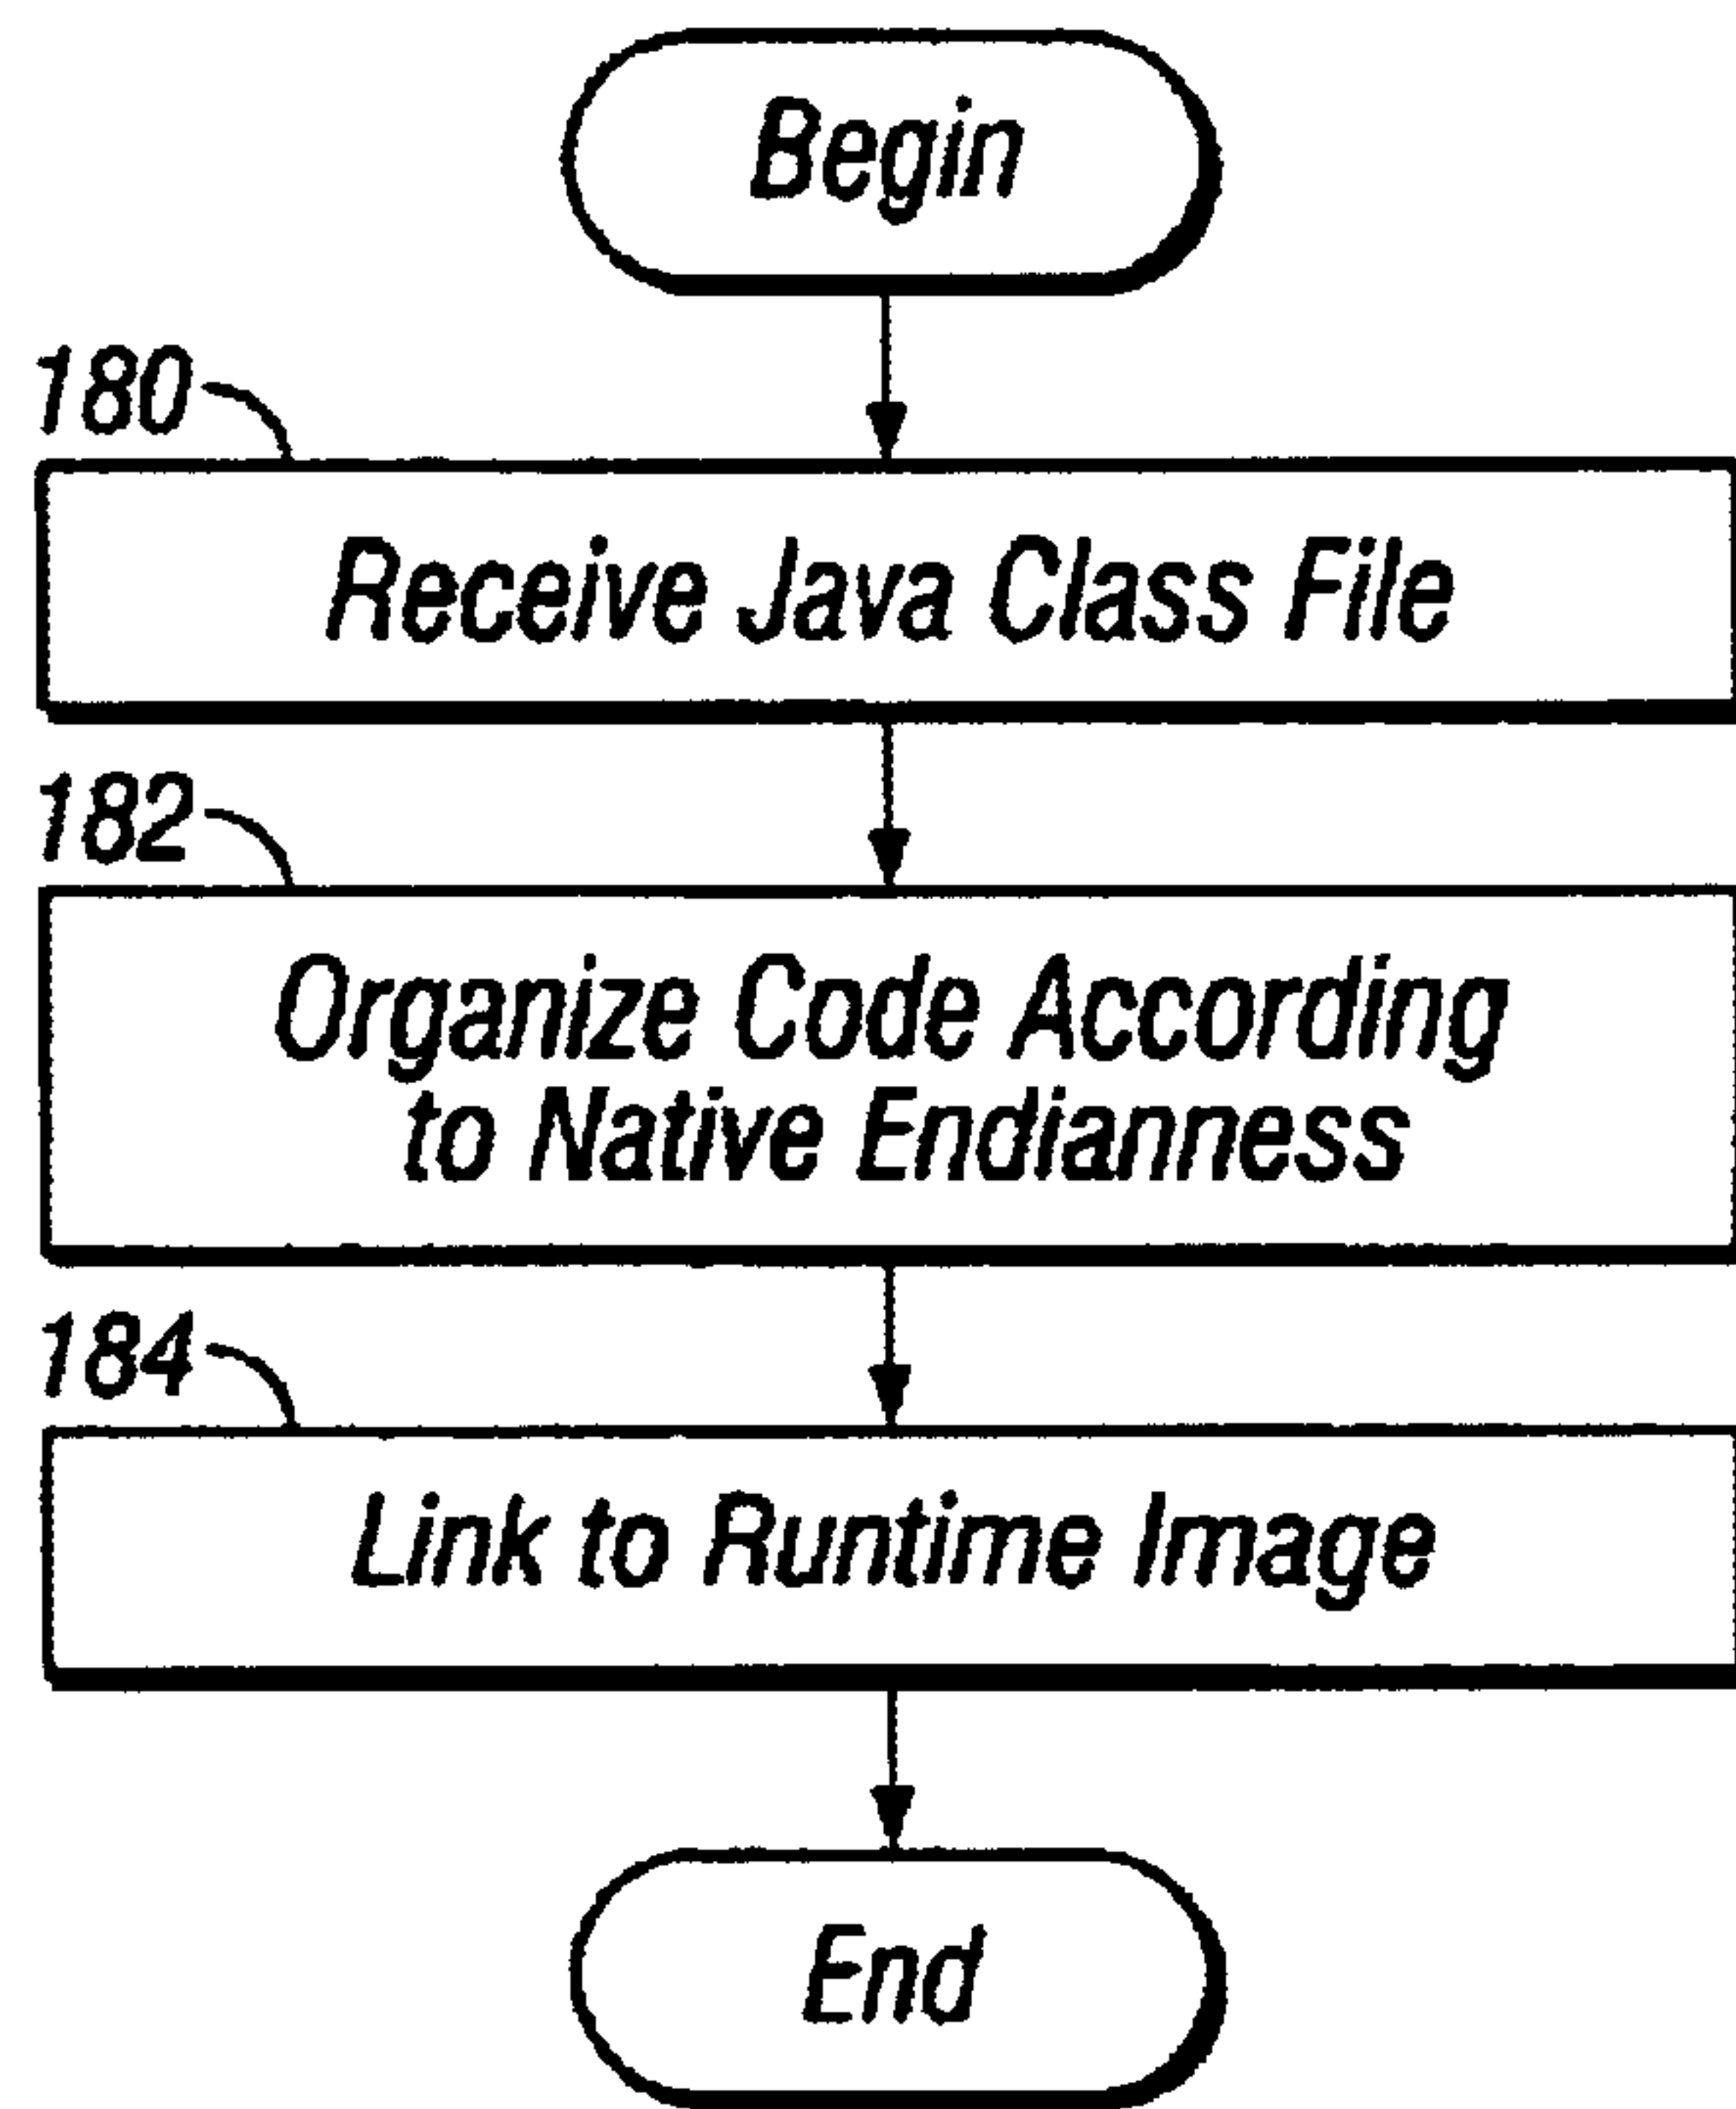 Begin
180
Receive Java Class File
182
Organize Code According
to Native Endianness
184
Link to Runtime Image
End